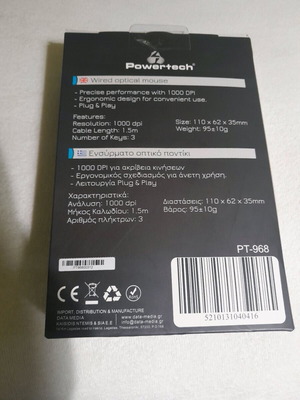 Powertech®
Wired optical mouse
- Precise performance with 1000 DPI
- Ergonomic design for convenient use.
- Plug & Play
Features:
Resolution: 1000 dpi
Cable Length: 1.5m
Number of Keys: 3
Size: 110 x 62 x 35mm
Weight: 95±10g
Ενσύρματο οπτικό ποντίκι
- 1000 DPI για ακρίβεια κινήσεων
- Εργονομικός σχεδιασμός για άνετη χρήση.
- Λειτουργία Plug & Play
Χαρακτηριστικά:
Ανάλυση: 1000 dpi
Μήκος Καλωδίου: 1.5m
Αριθμός πλήκτρων: 3
Διαστάσεις: 110 x 62 x 35mm
Βάρος: 95±10g
PT-968
CE
IMPORT, DISTRIBUTION & MANUFACTURE
DATA MEDIA
www.data-media.gr
info@data-media.gr
5210131040416